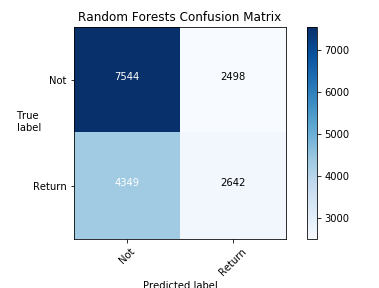 Random Forests Confusion Matrix
Not
7544
2498
7000
6000
True
label
5000
4000
Return
4349
2642
3000
Not
Return
Predicted label